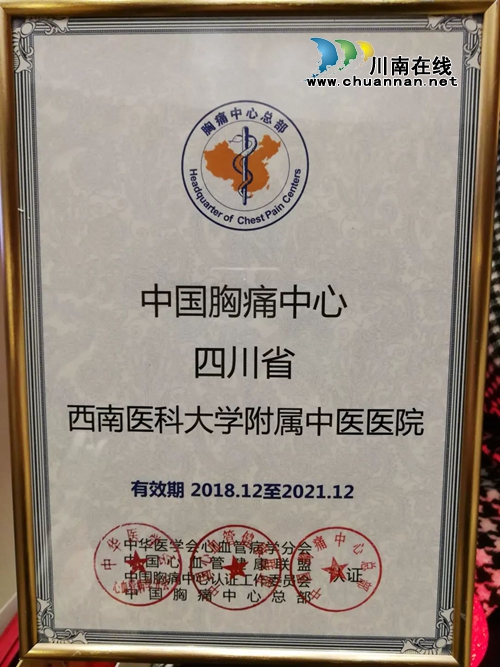 川南在线
www.chuannan.net
胸痛中心总部
Headquarter of Chest Pain Centers
中国胸痛中心
四川省
西南医科大学附属中医医院
有效期 2018.12至2021.12
中华医学会心血管病学分会
中国心血管健康联盟
中国胸痛中心认证工作委员会
中国胸痛中心总部
认证